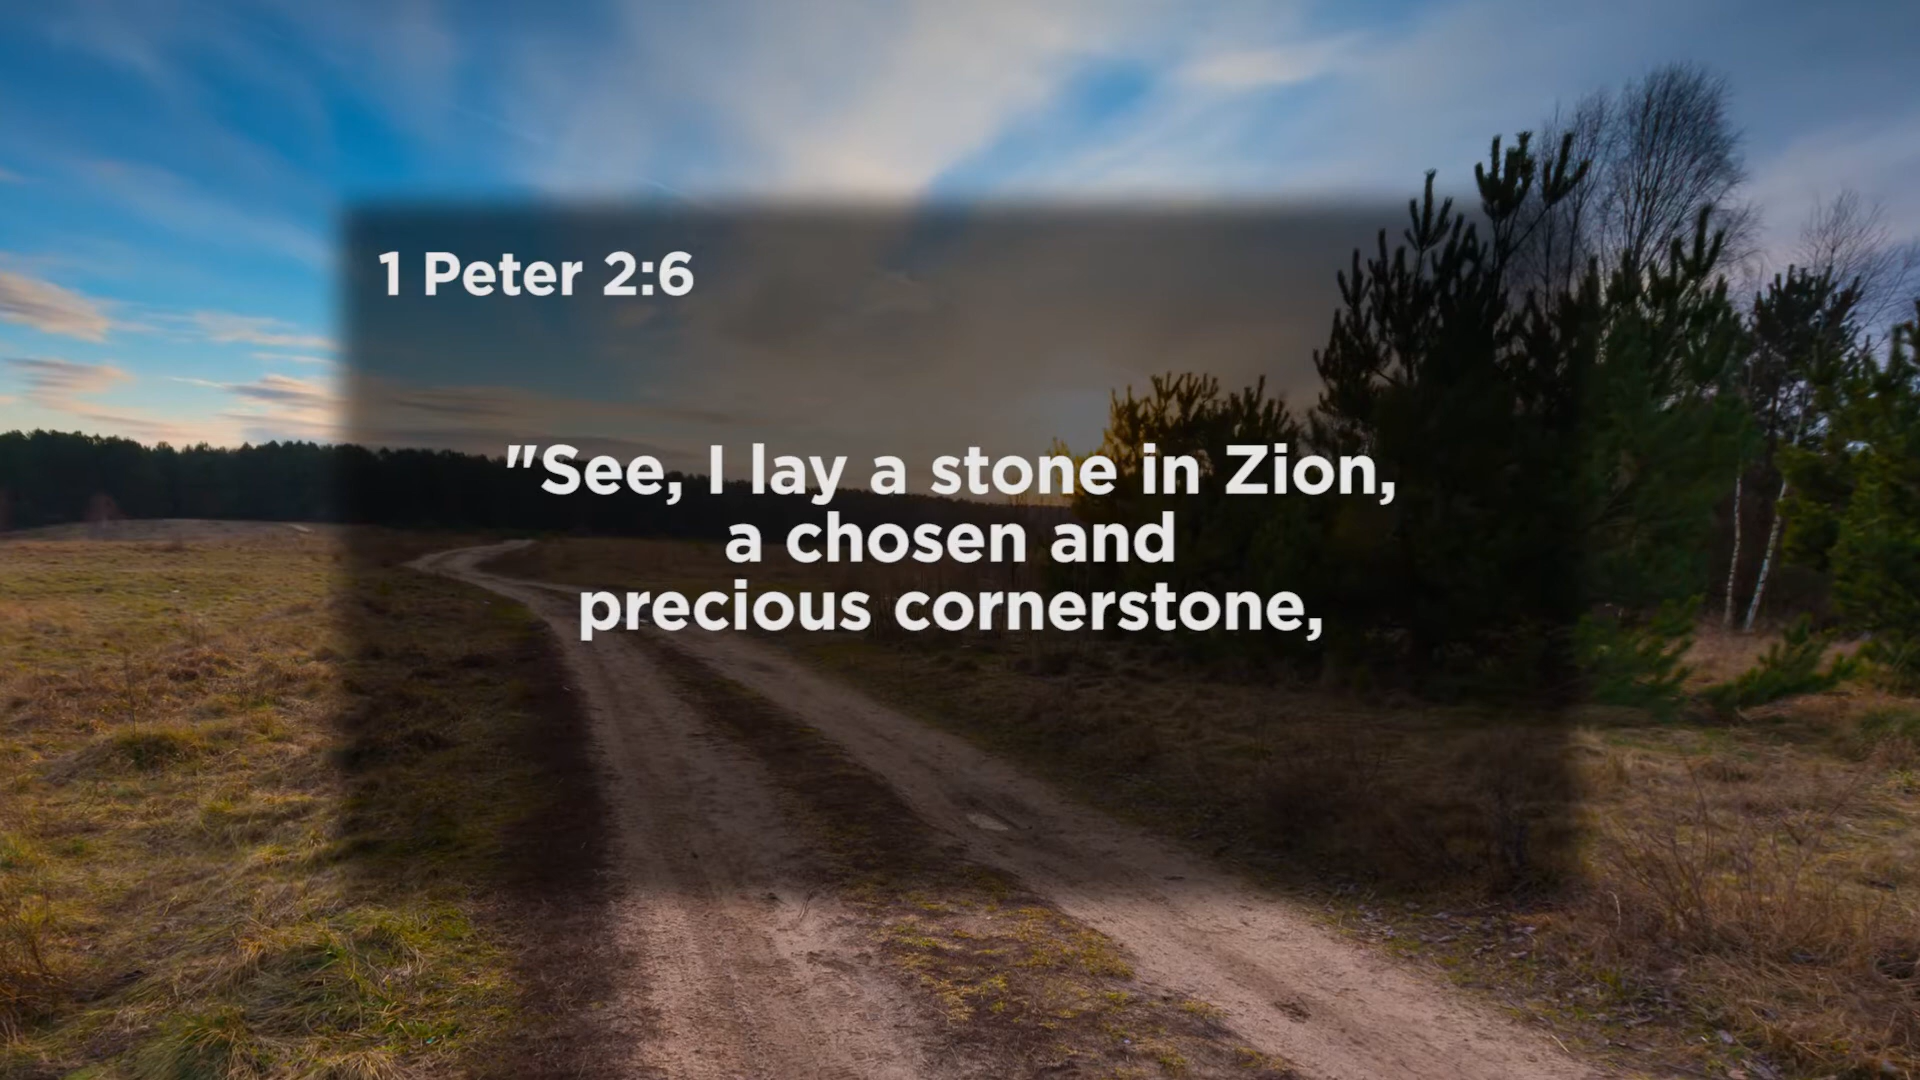 1 Peter 2:6
"See, I lay a stone in Zion,
a chosen and
precious cornerstone,